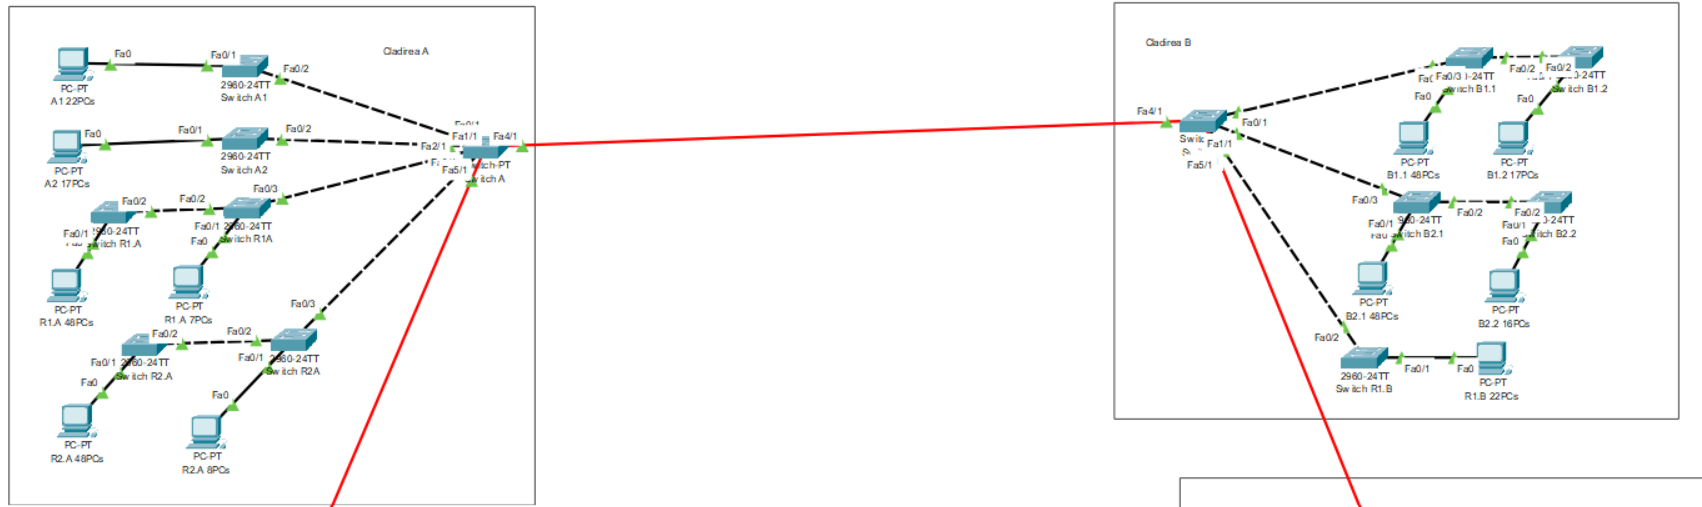 Cladirea A
Fa0
Fa0/1
PC-PT
A1 22PCs
Fa0/2
2960-24TT
Switch A1
Fa0
Fa0/1
PC-PT
A2 17PCs
Fa0/2
2960-24TT
Switch A2
Fa1/1
Fa4/1
Fa2/1
Fa5/1
Switch A
Fa0/3
Fa0/2
Fa0/2
Fa0/1
Fa0/1
Fa0
Switch R1.A
Switch R1A
PC-PT
R1.A 48PCs
PC-PT
R1.A 7PCs
Fa0/3
Fa0/2
Fa0/2
Fa0/1
Fa0/1
Fa0
Fa0
Switch R2.A
2960-24TT
Switch R2A
PC-PT
R2.A 48PCs
PC-PT
R2.A 8PCs
Cladirea B
Fa4/1
Fa0/1
Fa1/1
Fa5/1
Fa0/3
Fa0/2
Fa0/2
Switch B1.1
Switch B1.2
Fa0
Fa0
PC-PT
B1.1 48PCs
PC-PT
B1.2 17PCs
Fa0/3
Fa0/2
Fa0/2
Fa0/1
Fa0/1
Fa0
Switch B2.1
Switch B2.2
PC-PT
B2.1 48PCs
PC-PT
B2.2 16PCs
Fa0/2
2960-24TT
Switch R1.B
Fa0/1
Fa0
PC-PT
R1.B 22PCs